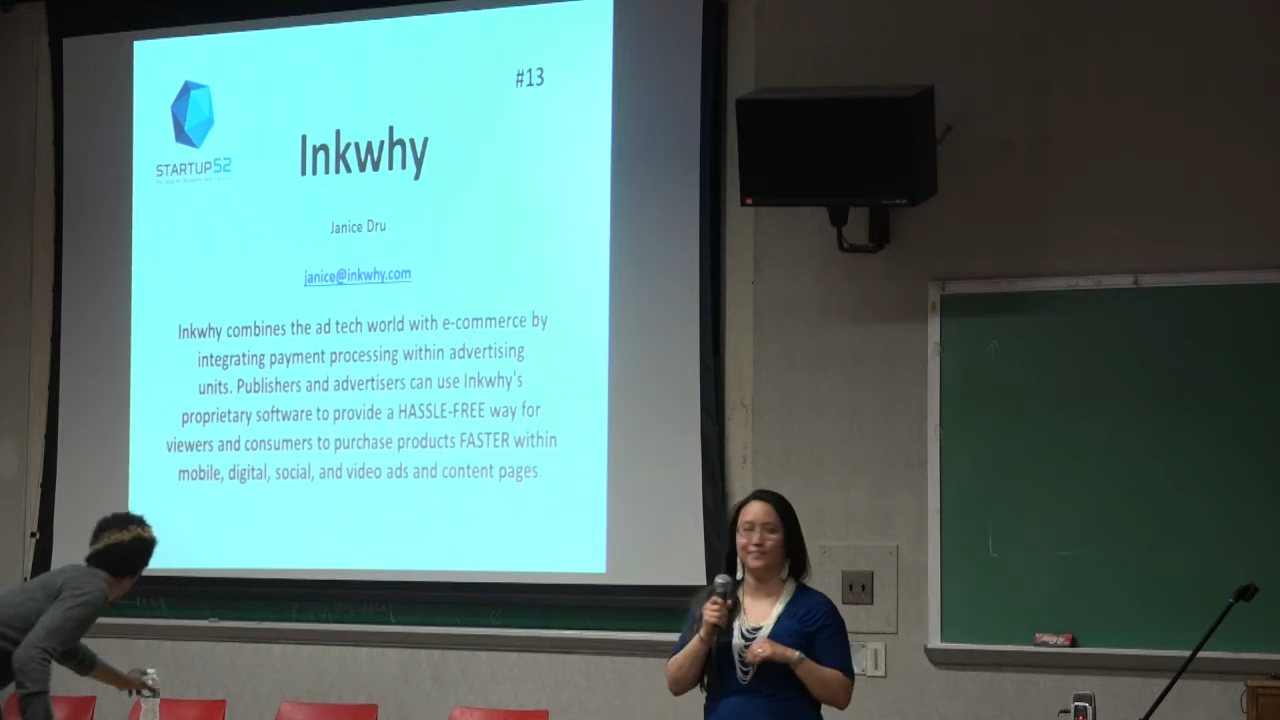 #13
STARTUP52
Inkwhy
Janice Dru
janice@inkwhy.com
Inkwhy combines the ad tech world with e-commerce by
integrating payment processing within advertising
units. Publishers and advertisers can use Inkwhy's
proprietary software to provide a HASSLE-FREE way for
viewers and consumers to purchase products FASTER within
mobile, digital, social, and video ads and content pages.